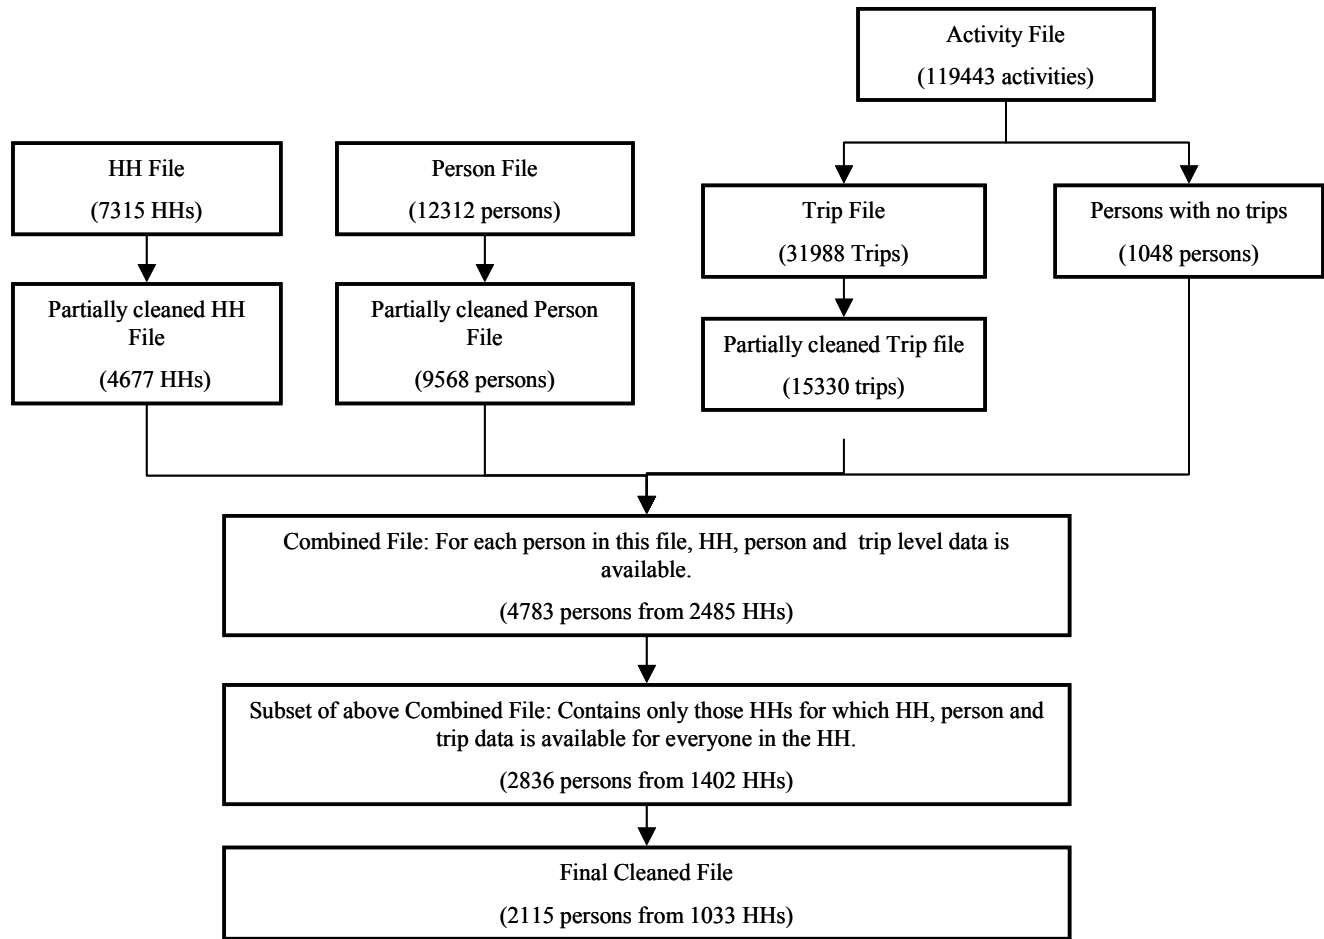 Activity File
(119443 activities)
HH File
(7315 HHs)
Person File
(12312 persons)
Trip File
(31988 Trips)
Persons with no trips
(1048 persons)
Partially cleaned HH
File
(4677 HHs)
Partially cleaned Person
File
(9568 persons)
Partially cleaned Trip file
(15330 trips)
Combined File: For each person in this file, HH, person and  trip level data is
available.
(4783 persons from 2485 HHs)
Subset of above Combined File: Contains only those HHs for which HH, person and
trip data is available for everyone in the HH.
(2836 persons from 1402 HHs)
Final Cleaned File
(2115 persons from 1033 HHs)